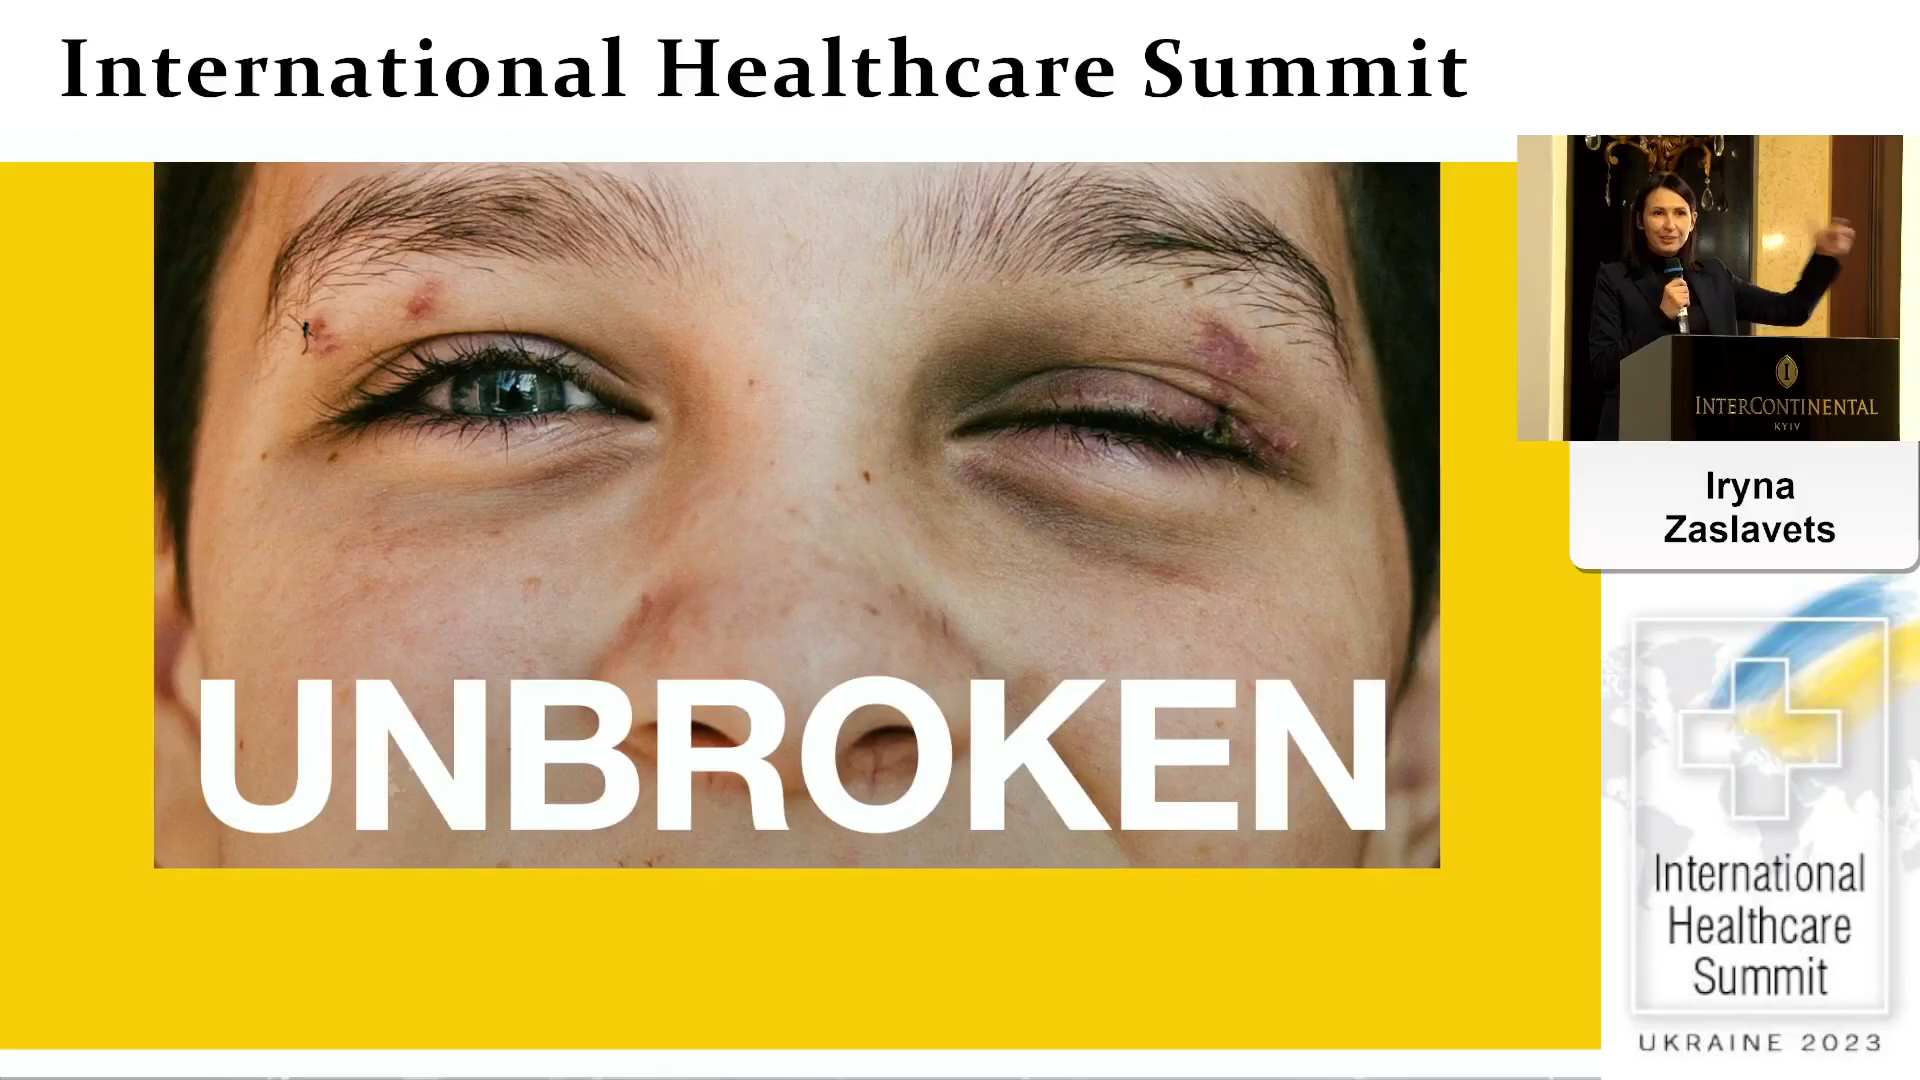 International Healthcare Summit
UNBROKEN
INTERCONTINENTAL
KYIV
Iryna
Zaslavets
International
Healthcare
Summit
UKRAINE 2023